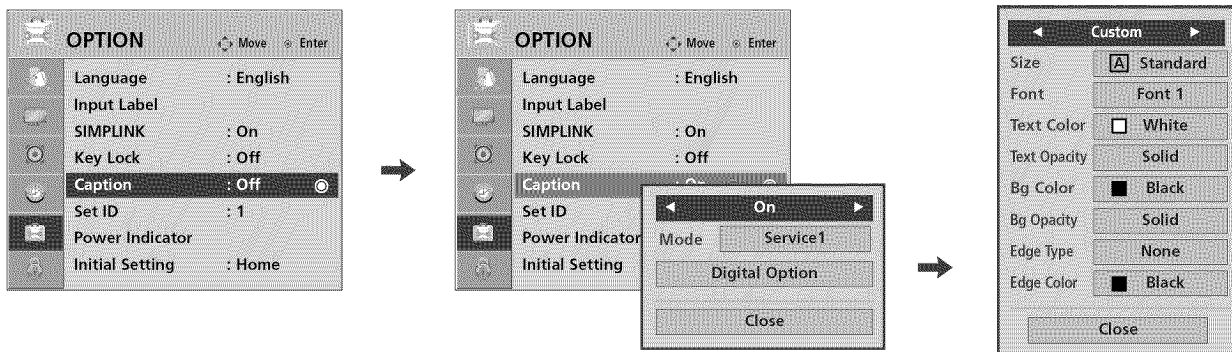 OPTION Move Enter
Language : English
Input Label
SIMPLINK : On
Key Lock : Off
Caption : Off
Set ID : 1
Power Indicator
Initial Setting : Home
OPTION Move Enter
Language : English
Input Label
SIMPLINK : On
Key Lock : Off
Caption : On
Set ID
Power Indicator
Initial Setting
◄ On ►
Mode Service1
Digital Option
Close
◄ Custom ►
Size A Standard
Font Font 1
Text Color White
Text Opacity Solid
Bg Color Black
Bg Opacity Solid
Edge Type None
Edge Color Black
Close